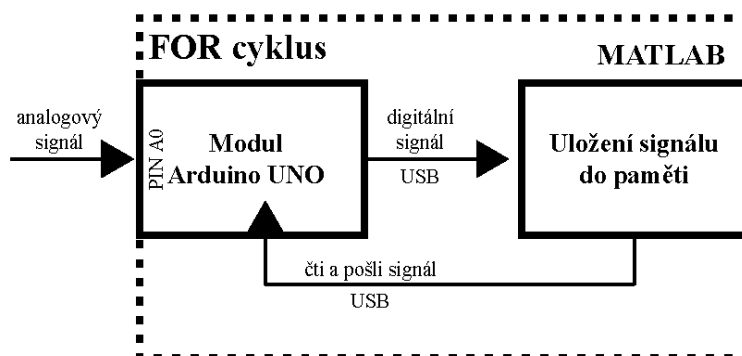 FOR cyklus
MATLAB
analogový
signál
PIN A0
Modul
Arduino UNO
digitální
signál
USB
Uložení signálu
do paměti
čti a pošli signál
USB